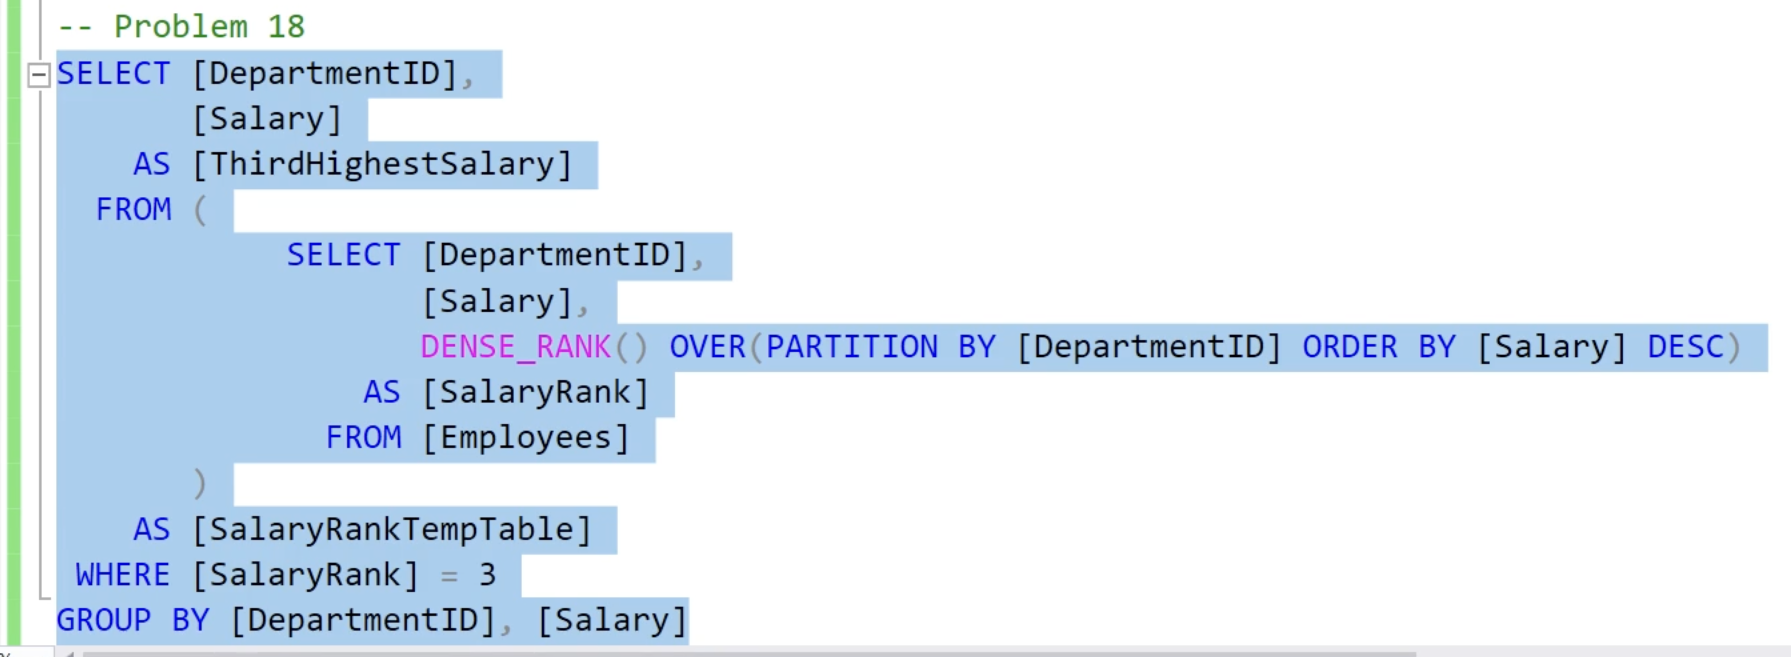 -- Problem 18
SELECT [DepartmentID],
[Salary]
AS [ThirdHighestSalary]
FROM (
SELECT [DepartmentID],
[Salary],
DENSE_RANK() OVER(PARTITION BY [DepartmentID] ORDER BY [Salary] DESC)
AS [SalaryRank]
FROM [Employees]
)
AS [SalaryRankTempTable]
WHERE [SalaryRank] = 3
GROUP BY [DepartmentID], [Salary]